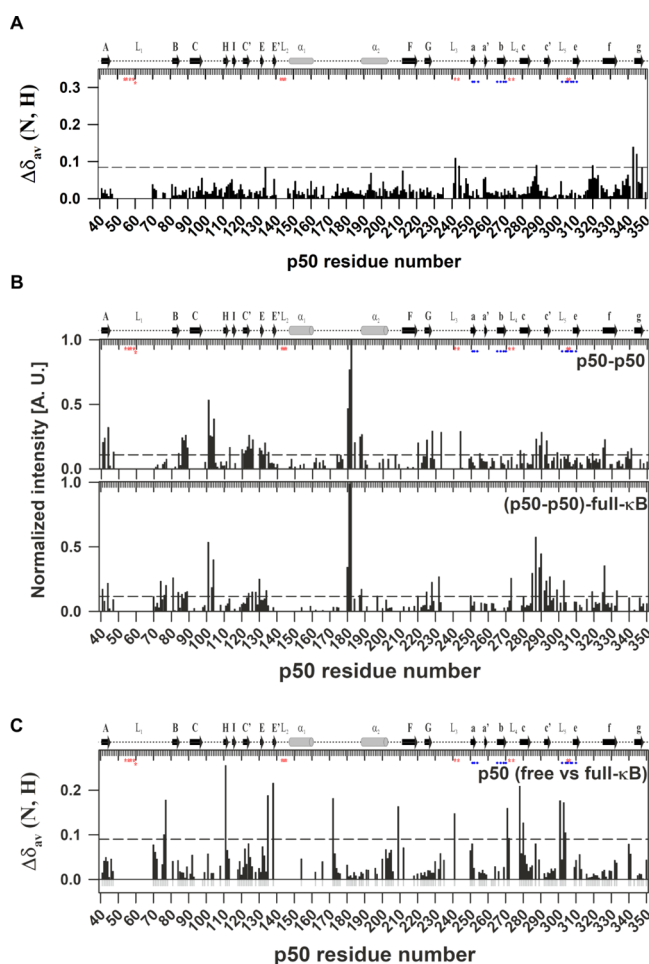 A
A L₁ B C H I C' E E' L₂ α₁ α₂ F G L₃ a a' b L₄ c c' L₅ e f g
Δδav (N, H)
0.3
0.2
0.1
0.0
40 50 60 70 80 90 100 110 120 130 140 150 160 170 180 190 200 210 220 230 240 250 260 270 280 290 300 310 320 330 340 350
p50 residue number
B
A L₁ B C H I C' E E' L₂ α₁ α₂ F G L₃ a a' b L₄ c c' L₅ e f g
Normalized intensity [A. U.]
1.0
p50-p50
0.5
0.0
1.0
(p50-p50)-full-κB
0.5
0.0
40 50 60 70 80 90 100 110 120 130 140 150 160 170 180 190 200 210 220 230 240 250 260 270 280 290 300 310 320 330 340 350
p50 residue number
C
A L₁ B C H I C' E E' L₂ α₁ α₂ F G L₃ a a' b L₄ c c' L₅ e f g
p50 (free vs full-κB)
Δδav (N, H)
0.2
0.1
0.0
40 50 60 70 80 90 100 110 120 130 140 150 160 170 180 190 200 210 220 230 240 250 260 270 280 290 300 310 320 330 340 350
p50 residue number